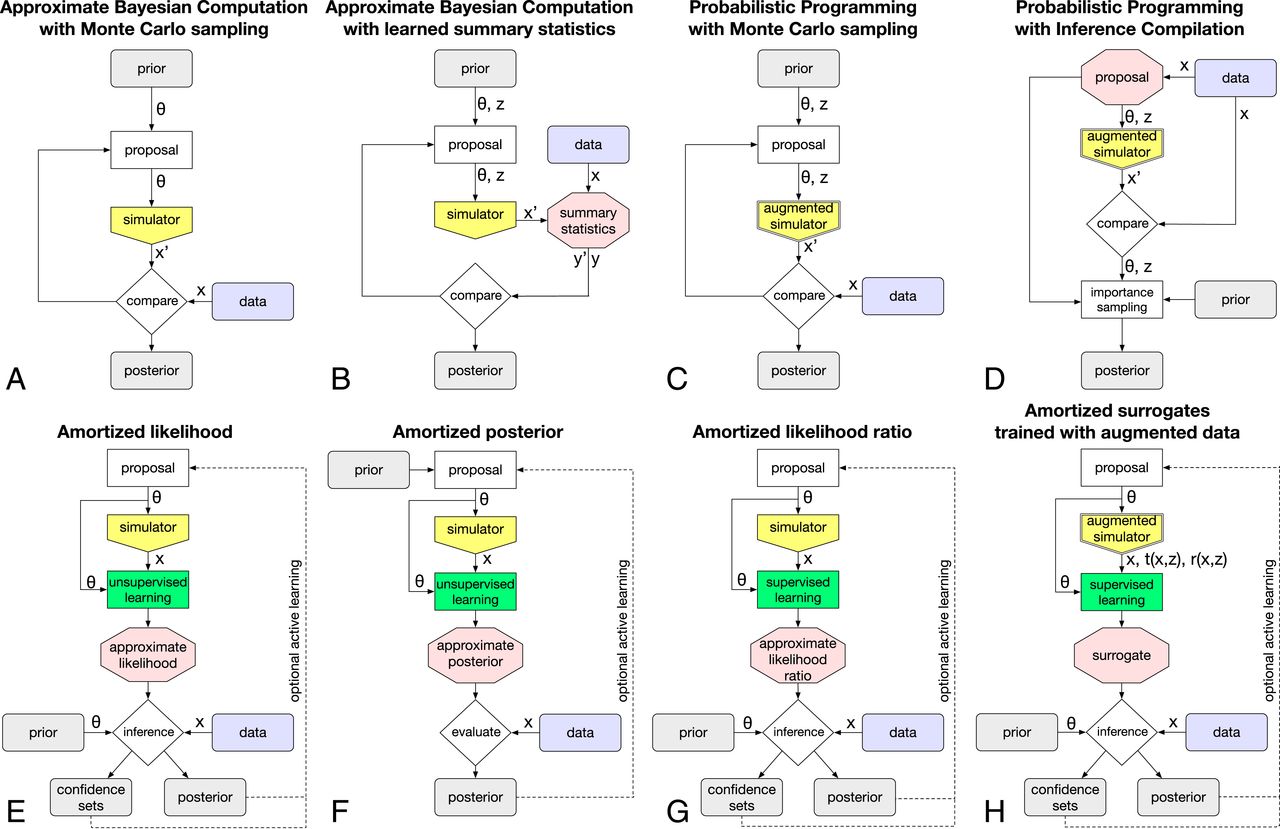 Approximate Bayesian Computation
with Monte Carlo sampling
prior
θ
proposal
θ
simulator
x’
compare
x
data
posterior
A
Approximate Bayesian Computation
with learned summary statistics
prior
θ, z
proposal
data
θ, z
x
simulator
x’
summary
statistics
y’ y
compare
posterior
B
Probabilistic Programming
with Monte Carlo sampling
prior
θ, z
proposal
θ, z
augmented
simulator
x’
compare
x
data
posterior
C
Probabilistic Programming
with Inference Compilation
proposal
x
data
θ, z
x
augmented
simulator
x’
compare
θ, z
importance
sampling
prior
posterior
D
Amortized likelihood
proposal
θ
simulator
x
θ
unsupervised
learning
approximate
likelihood
optional active learning
prior
θ
inference
x
data
confidence
sets
posterior
E
Amortized posterior
prior
proposal
θ
simulator
x
θ
unsupervised
learning
approximate
posterior
optional active learning
evaluate
x
data
posterior
F
Amortized likelihood ratio
proposal
θ
simulator
x
θ
supervised
learning
approximate
likelihood
ratio
optional active learning
prior
θ
inference
x
data
confidence
sets
posterior
G
Amortized surrogates
trained with augmented data
proposal
θ
augmented
simulator
x, t(x,z), r(x,z)
θ
supervised
learning
surrogate
optional active learning
prior
θ
inference
x
data
confidence
sets
posterior
H